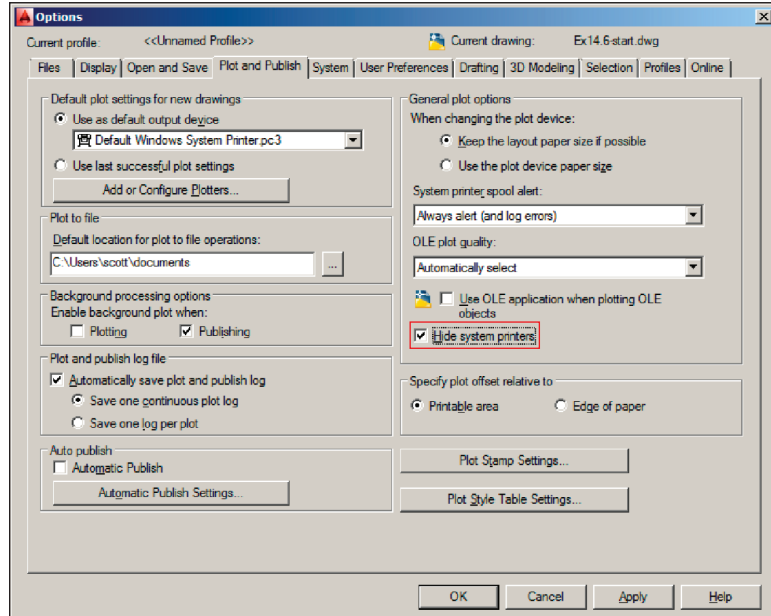 Options
Current profile: <<Unnamed Profile>> Current drawing: Ex14.6-start.dwg
Files Display Open and Save Plot and Publish System User Preferences Drafting 3D Modeling Selection Profiles Online
Default plot settings for new drawings
Use as default output device
Default Windows System Printer.pc3
Use last successful plot settings
Add or Configure Plotters...
Plot to file
Default location for plot to file operations:
C:\Users\scott\documents
...
Background processing options
Enable background plot when:
Plotting Publishing
Plot and publish log file
Automatically save plot and publish log
Save one continuous plot log
Save one log per plot
Auto publish
Automatic Publish
Automatic Publish Settings...
General plot options
When changing the plot device:
Keep the layout paper size if possible
Use the plot device paper size
System printer spool alert:
Always alert (and log errors)
OLE plot quality:
Automatically select
Use OLE application when plotting OLE
objects
Hide system printers
Specify plot offset relative to
Printable area Edge of paper
Plot Stamp Settings...
Plot Style Table Settings...
OK Cancel Apply Help